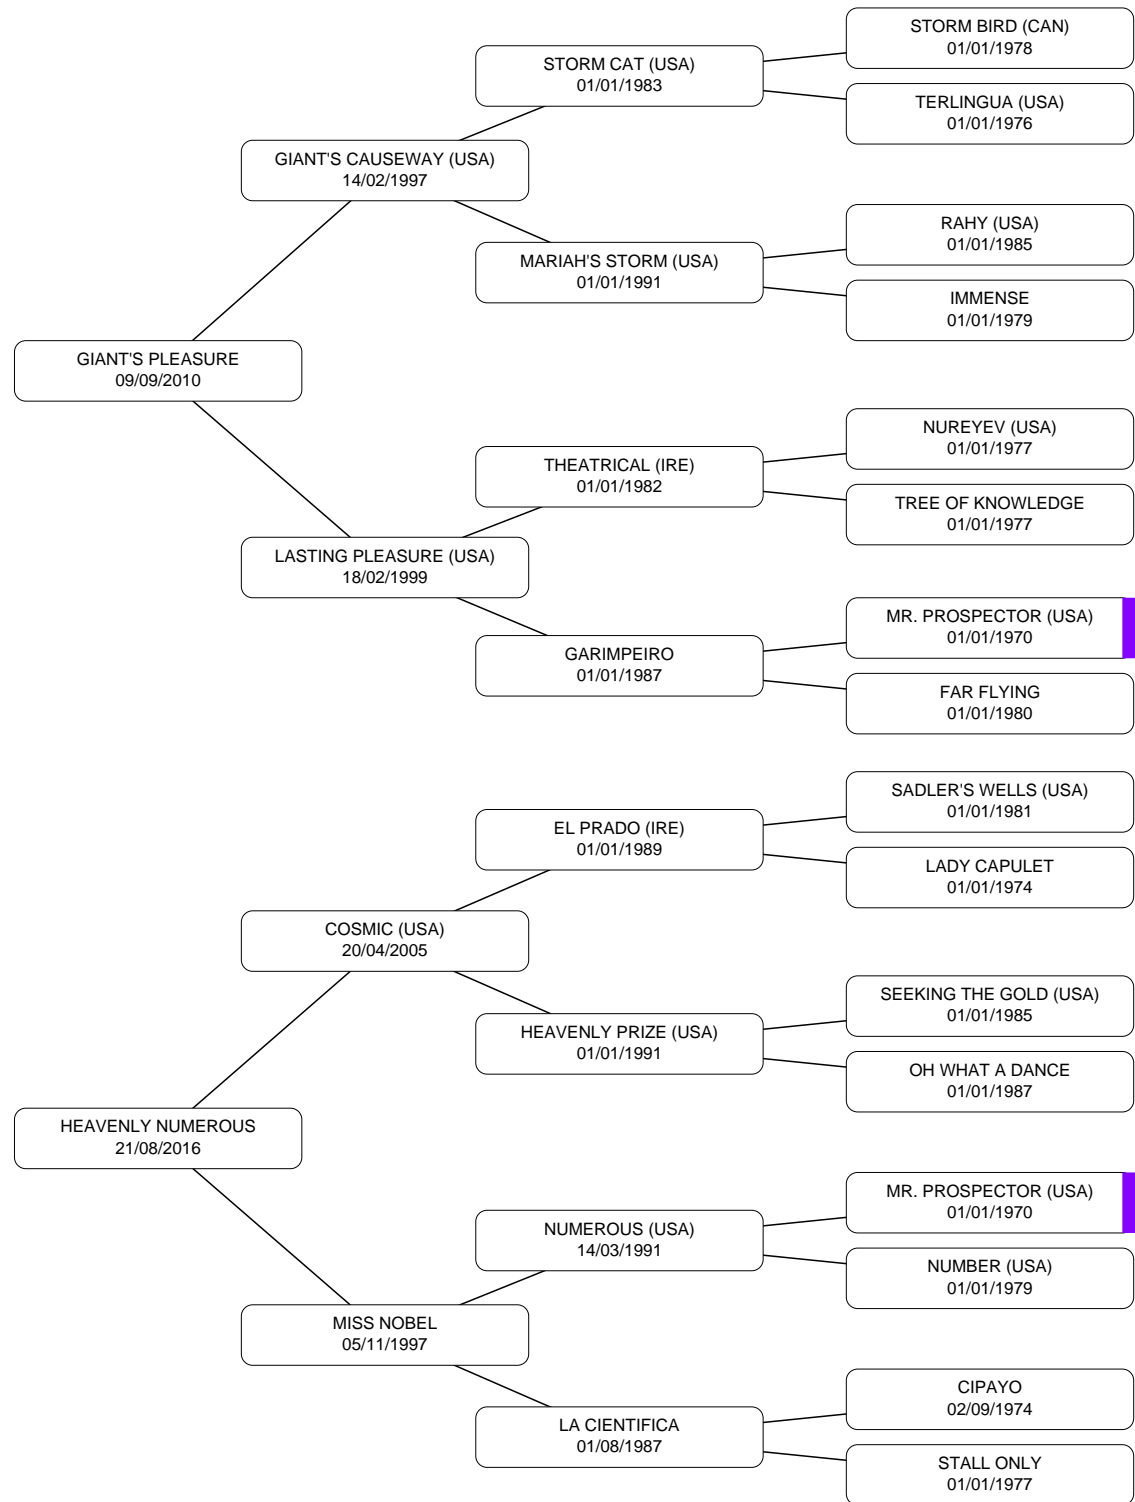 STORM BIRD (CAN)
01/01/1978
STORM CAT (USA)
01/01/1983
TERLINGUA (USA)
01/01/1976
GIANT'S CAUSEWAY (USA)
14/02/1997
RAHY (USA)
01/01/1985
MARIAH'S STORM (USA)
01/01/1991
IMMENSE
01/01/1979
GIANT'S PLEASURE
09/09/2010
NUREYEV (USA)
01/01/1977
THEATRICAL (IRE)
01/01/1982
TREE OF KNOWLEDGE
01/01/1977
LASTING PLEASURE (USA)
18/02/1999
MR. PROSPECTOR (USA)
01/01/1970
GARIMPEIRO
01/01/1987
FAR FLYING
01/01/1980
SADLER'S WELLS (USA)
01/01/1981
EL PRADO (IRE)
01/01/1989
LADY CAPULET
01/01/1974
COSMIC (USA)
20/04/2005
SEEKING THE GOLD (USA)
01/01/1985
HEAVENLY PRIZE (USA)
01/01/1991
OH WHAT A DANCE
01/01/1987
HEAVENLY NUMEROUS
21/08/2016
MR. PROSPECTOR (USA)
01/01/1970
NUMEROUS (USA)
14/03/1991
NUMBER (USA)
01/01/1979
MISS NOBEL
05/11/1997
CIPAYO
02/09/1974
LA CIENTIFICA
01/08/1987
STALL ONLY
01/01/1977